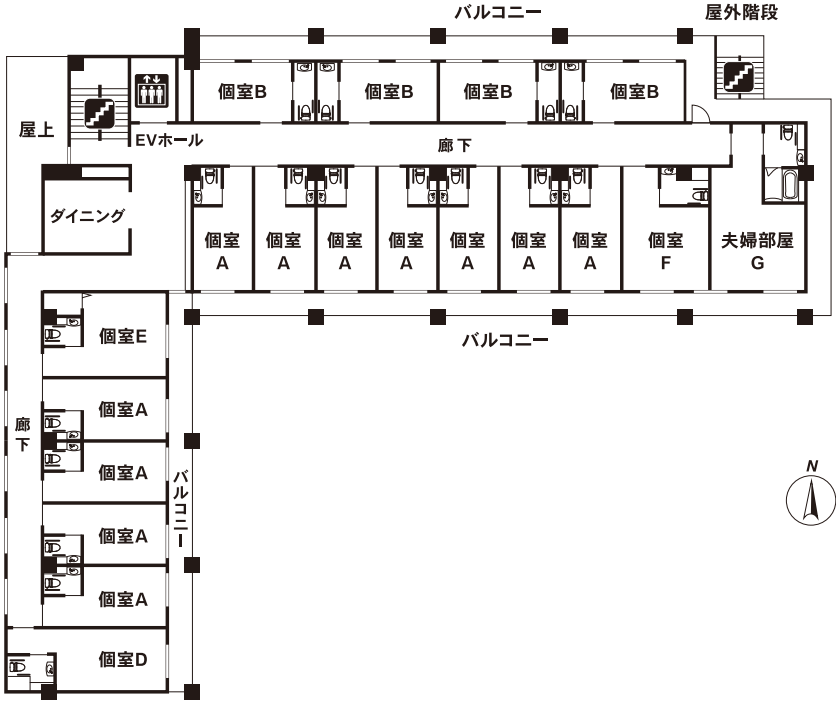 バルコニー
屋外階段
個室B
個室B
個室B
個室B
屋上
EVホール
廊下
ダイニング
個室
A
個室
A
個室
A
個室
A
個室
A
個室
A
個室
A
個室
F
夫婦部屋
G
バルコニー
個室E
個室A
廊下
個室A
バルコニー
個室A
個室A
個室D
N